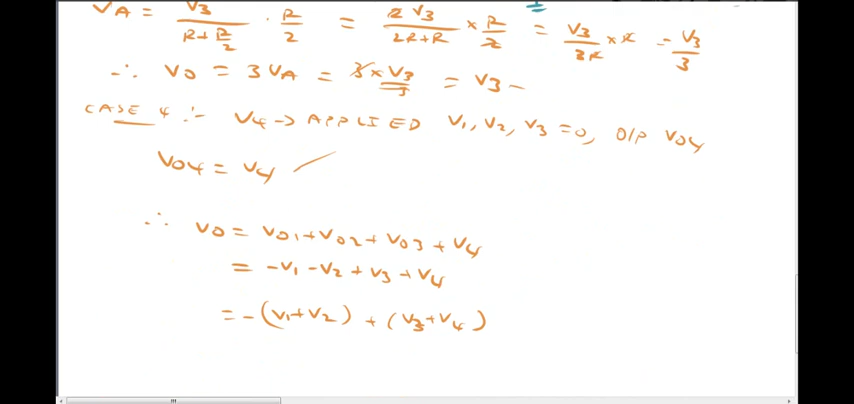 VA = V3 / (R + R/2) · R/2 = 2V3 / (2R + R) × R/2 = V3 / 3R × R = V3 / 3
∴ VO = 3VA = 3 × V3 / 3 = V3
CASE 4 :- V4 → APPLIED V1, V2, V3 = 0, O/P VO4
VO4 = V4
∴ VO = VO1 + VO2 + VO3 + V4
= -V1 - V2 + V3 + V4
= -(V1 + V2) + (V3 + V4)